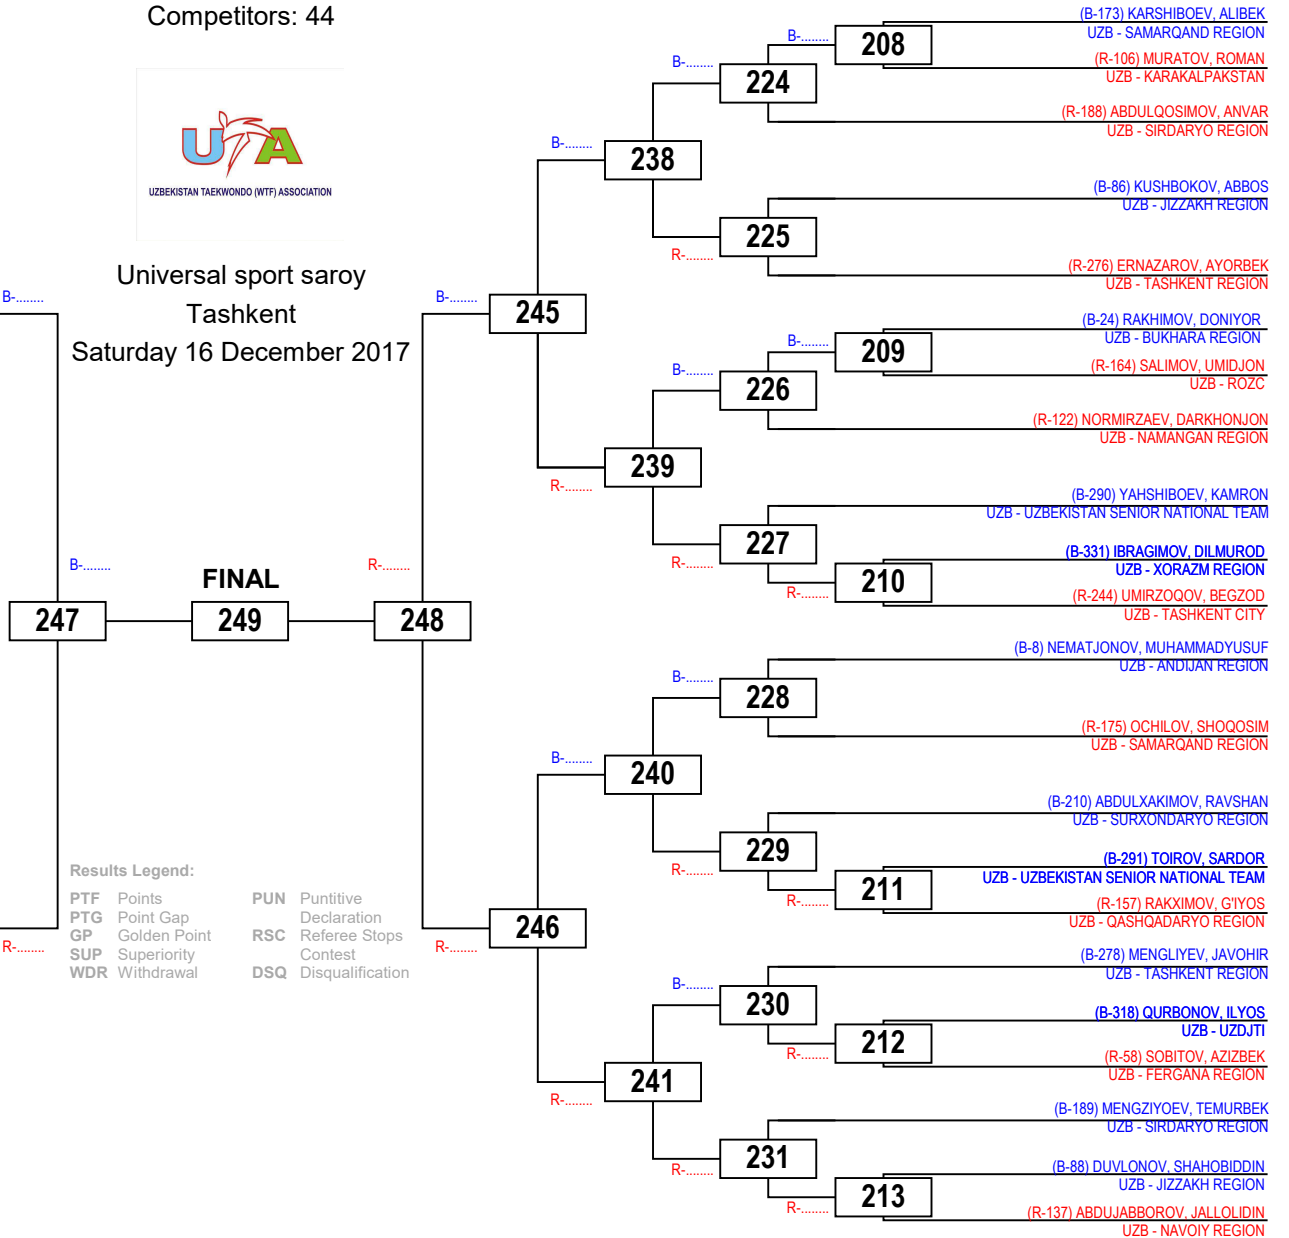 Competitors: 44
UTA
UZBEKISTAN TAEKWONDO (WTF) ASSOCIATION
Universal sport saroy
Tashkent
Saturday 16 December 2017
B-........
R-........
247
B-........
FINAL
249
R-........
248
B-........
R-........
245
246
B-........
R-........
B-........
R-........
238
239
240
241
B-........
R-........
B-........
R-........
B-........
R-........
B-........
R-........
224
225
226
227
228
229
230
231
B-........
B-........
R-........
R-........
R-........
R-........
208
209
210
211
212
213
(B-173) KARSHIBOEV, ALIBEK
UZB - SAMARQAND REGION
(R-106) MURATOV, ROMAN
UZB - KARAKALPAKSTAN
(R-188) ABDULQOSIMOV, ANVAR
UZB - SIRDARYO REGION
(B-86) KUSHBOKOV, ABBOS
UZB - JIZZAKH REGION
(R-276) ERNAZAROV, AYORBEK
UZB - TASHKENT REGION
(B-24) RAKHIMOV, DONIYOR
UZB - BUKHARA REGION
(R-164) SALIMOV, UMIDJON
UZB - ROZC
(R-122) NORMIRZAEV, DARKHONJON
UZB - NAMANGAN REGION
(B-290) YAHSHIBOEV, KAMRON
UZB - UZBEKISTAN SENIOR NATIONAL TEAM
(B-331) IBRAGIMOV, DILMUROD
UZB - XORAZM REGION
(R-244) UMIRZOQOV, BEGZOD
UZB - TASHKENT CITY
(B-8) NEMATJONOV, MUHAMMADYUSUF
UZB - ANDIJAN REGION
(R-175) OCHILOV, SHOQOSIM
UZB - SAMARQAND REGION
(B-210) ABDULXAKIMOV, RAVSHAN
UZB - SURXONDARYO REGION
(B-291) TOIROV, SARDOR
UZB - UZBEKISTAN SENIOR NATIONAL TEAM
(R-157) RAKXIMOV, G'IYOS
UZB - QASHQADARYO REGION
(B-278) MENGLIYEV, JAVOHIR
UZB - TASHKENT REGION
(B-318) QURBONOV, ILYOS
UZB - UZDJTI
(R-58) SOBITOV, AZIZBEK
UZB - FERGANA REGION
(B-189) MENGZIYOEV, TEMURBEK
UZB - SIRDARYO REGION
(B-88) DUVLONOV, SHAHOBIDDIN
UZB - JIZZAKH REGION
(R-137) ABDUJABBOROV, JALLOLIDIN
UZB - NAVOIY REGION
Results Legend:
PTF Points
PTG Point Gap
GP Golden Point
SUP Superiority
WDR Withdrawal
PUN Puntitive
Declaration
RSC Referee Stops
Contest
DSQ Disqualification